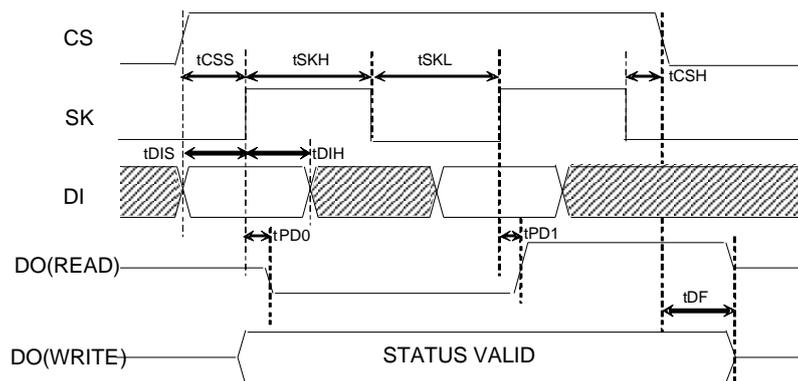 CS
tCSS tSKH tSKL tCSH
SK
tDIS tDIH
DI
tPD0 tPD1
DO(READ)
tDF
DO(WRITE) STATUS VALID